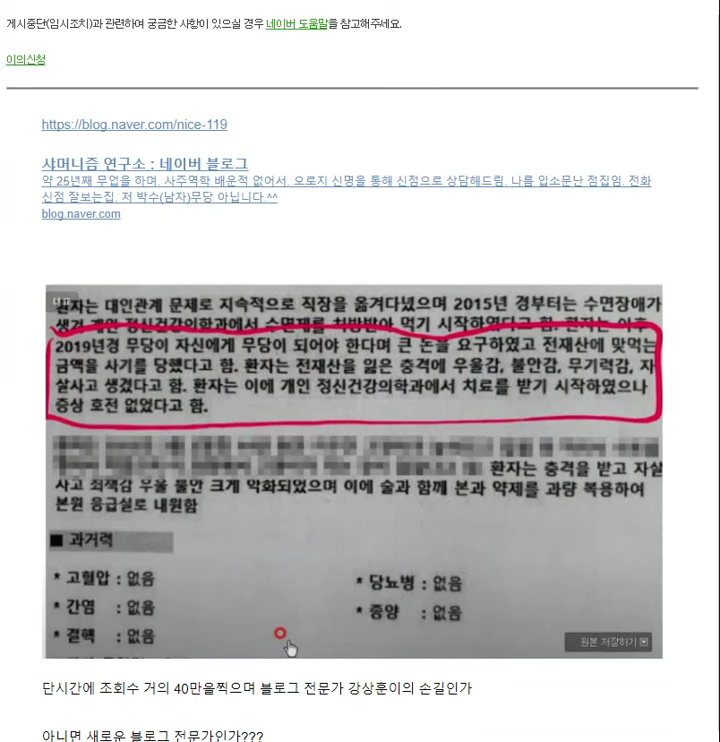 게시중단(임시조치)과 관련하여 궁금한 사항이 있으실 경우 네이버 도움말을 참고해주세요.
이의신청
https://blog.naver.com/nice-119
샤머니즘 연구소 : 네이버 블로그
약 25년째 무업을 하며. 사주역학 배운적 없어서. 오로지 신명을 통해 신점으로 상담해드림. 나름 입소문난 점집임. 전화
신점 잘보는집. 저 박수(남자)무당 아닙니다.^^
blog.naver.com
환자는 대인관계 문제로 지속적으로 직장을 옮겨다녔으며 2015년 경부터는 수면장애가
생겨 개인 정신건강의학과에서 수면제를 처방받아 먹기 시작하였다고 함. 환자는 이후
2019년경 무당이 자신에게 무당이 되어야 한다며 큰 돈을 요구하였고 전재산에 맞먹는
금액을 사기를 당했다고 함. 환자는 전재산을 잃은 충격에 우울감, 불안감, 무기력감, 자
살사고 생겼다고 함. 환자는 이에 개인 정신건강의학과에서 치료를 받기 시작하였으나
증상 호전 없었다고 함.
환자는 충격을 받고 자살
사고 죄책감 우울 불안 크게 악화되었으며 이에 술과 함께 본과 약제를 과량 복용하여
본원 응급실로 내원함
■ 과거력
* 고혈압 : 없음 * 당뇨병 : 없음
* 간염 : 없음 * 종양 : 없음
* 결핵 : 없음
원본 저장하기
단시간에 조회수 거의 40만을찍으며 블로그 전문가 강상훈이의 손길인가
아니면 새로운 블로그 전문가인가???